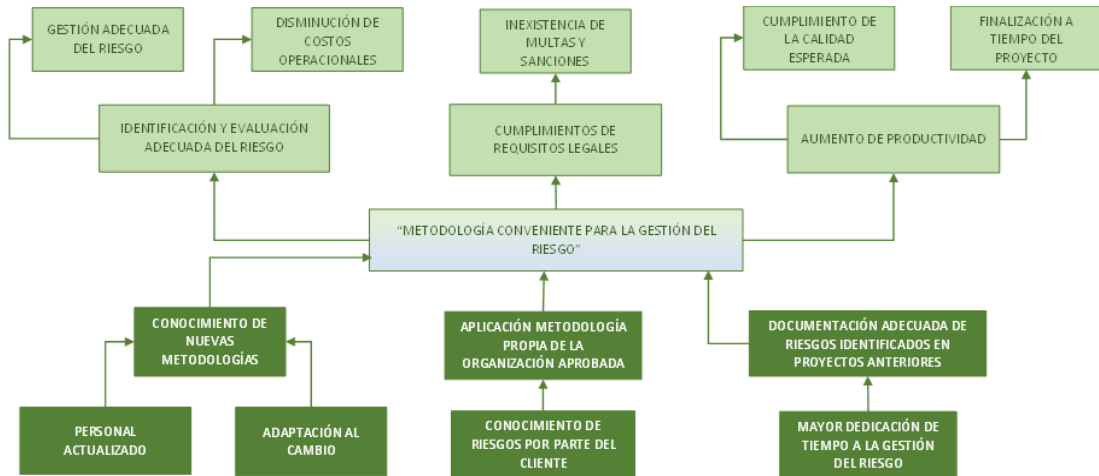 GESTIÓN ADECUADA
DEL RIESGO
DISMINUCIÓN DE
COSTOS
OPERACIONALES
INEXISTENCIA DE
MULTAS Y
SANCIONES
CUMPLIMIENTO DE
LA CALIDAD
ESPERADA
FINALIZACIÓN A
TIEMPO DEL
PROYECTO
IDENTIFICACIÓN Y EVALUACIÓN
ADECUADA DEL RIESGO
CUMPLIMIENTOS DE
REQUISITOS LEGALES
AUMENTO DE PRODUCTIVIDAD
“METODOLOGÍA CONVENIENTE PARA LA GESTIÓN DEL
RIESGO”
CONOCIMIENTO DE
NUEVAS
METODOLOGÍAS
APLICACIÓN METODOLOGÍA
PROPIA DE LA
ORGANIZACIÓN APROBADA
DOCUMENTACIÓN ADECUADA DE
RIESGOS IDENTIFICADOS EN
PROYECTOS ANTERIORES
PERSONAL
ACTUALIZADO
ADAPTACIÓN AL
CAMBIO
CONOCIMIENTO DE
RIESGOS POR PARTE DEL
CLIENTE
MAYOR DEDICACIÓN DE
TIEMPO A LA GESTIÓN
DEL RIESGO